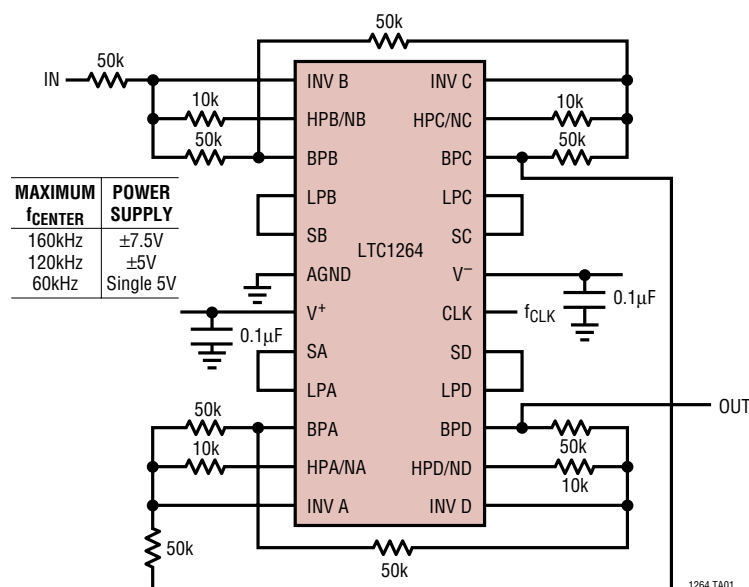 50k
50k
IN
INV B
INV C
10k
10k
HPB/NB
HPC/NC
50k
50k
BPB
BPC
MAXIMUM fCENTER
POWER SUPPLY
160kHz
±7.5V
120kHz
±5V
60kHz
Single 5V
LPB
LPC
SB
SC
LTC1264
AGND
V–
0.1µF
V+
CLK
fCLK
0.1µF
SA
SD
LPA
LPD
50k
OUT
BPA
BPD
10k
50k
HPA/NA
HPD/ND
10k
INV A
INV D
50k
50k
1264 TA01